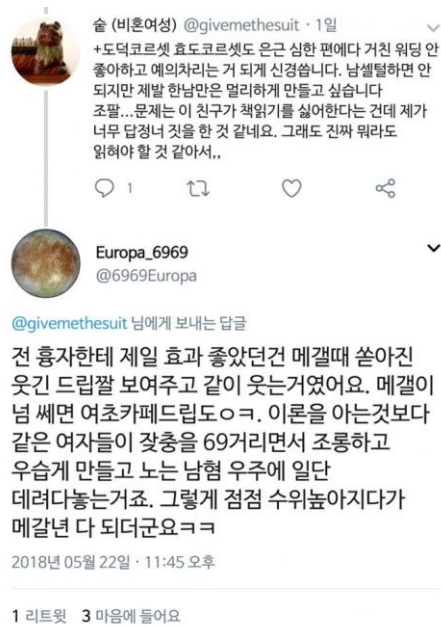 숱 (비혼여성) @givemethesuit · 1일
+도덕코르셋 효도코르셋도 은근 심한 편에다 거친 워딩 안
좋아하고 예의차리는 거 되게 신경씁니다. 남셀털하면 안
되지만 제발 한남만은 멀리하게 만들고 싶습니다
조팔...문제는 이 친구가 책읽기를 싫어한다는 건데 제가
너무 답정너 짓을 한 것 같네요. 그래도 진짜 뭐라도
읽혀야 할 것 같아서,,
1
Europa_6969
@6969Europa
@givemethesuit 님에게 보내는 답글
전 흉자한테 제일 효과 좋았던건 메갤때 쏟아진
웃긴 드립짤 보여주고 같이 웃는거였어요. 메갤이
넘 쎄면 여초카페드립도ㅇㅋ. 이론을 아는것보다
같은 여자들이 잦충을 69거리면서 조롱하고
우습게 만들고 노는 남혐 우주에 일단
데려다놓는거죠. 그렇게 점점 수위높아지다가
메갈년 다 되더군요ㅋㅋ
2018년 05월 22일 · 11:45 오후
1 리트윗 3 마음에 들어요